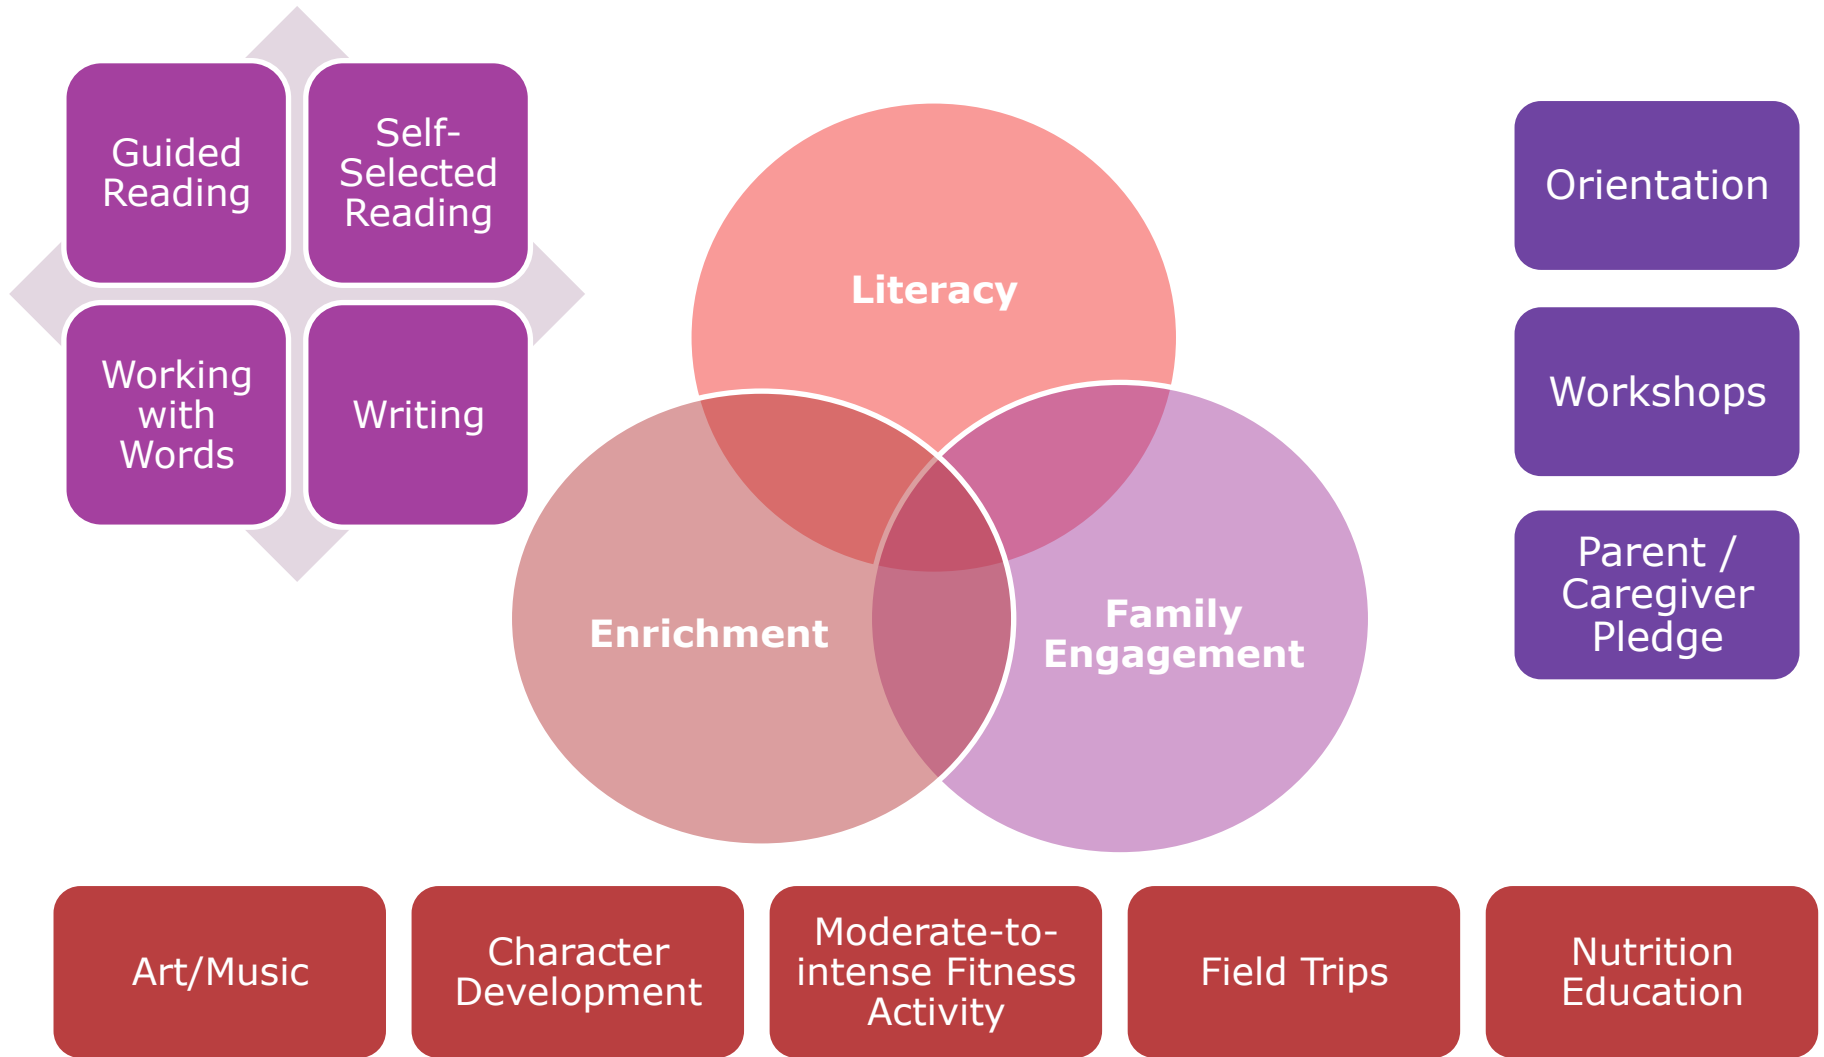 Guided
Reading
Self-
Selected
Reading
Working
with
Words
Writing
Literacy
Enrichment
Family
Engagement
Orientation
Workshops
Parent /
Caregiver
Pledge
Art/Music
Character
Development
Moderate-to-
intense Fitness
Activity
Field Trips
Nutrition
Education